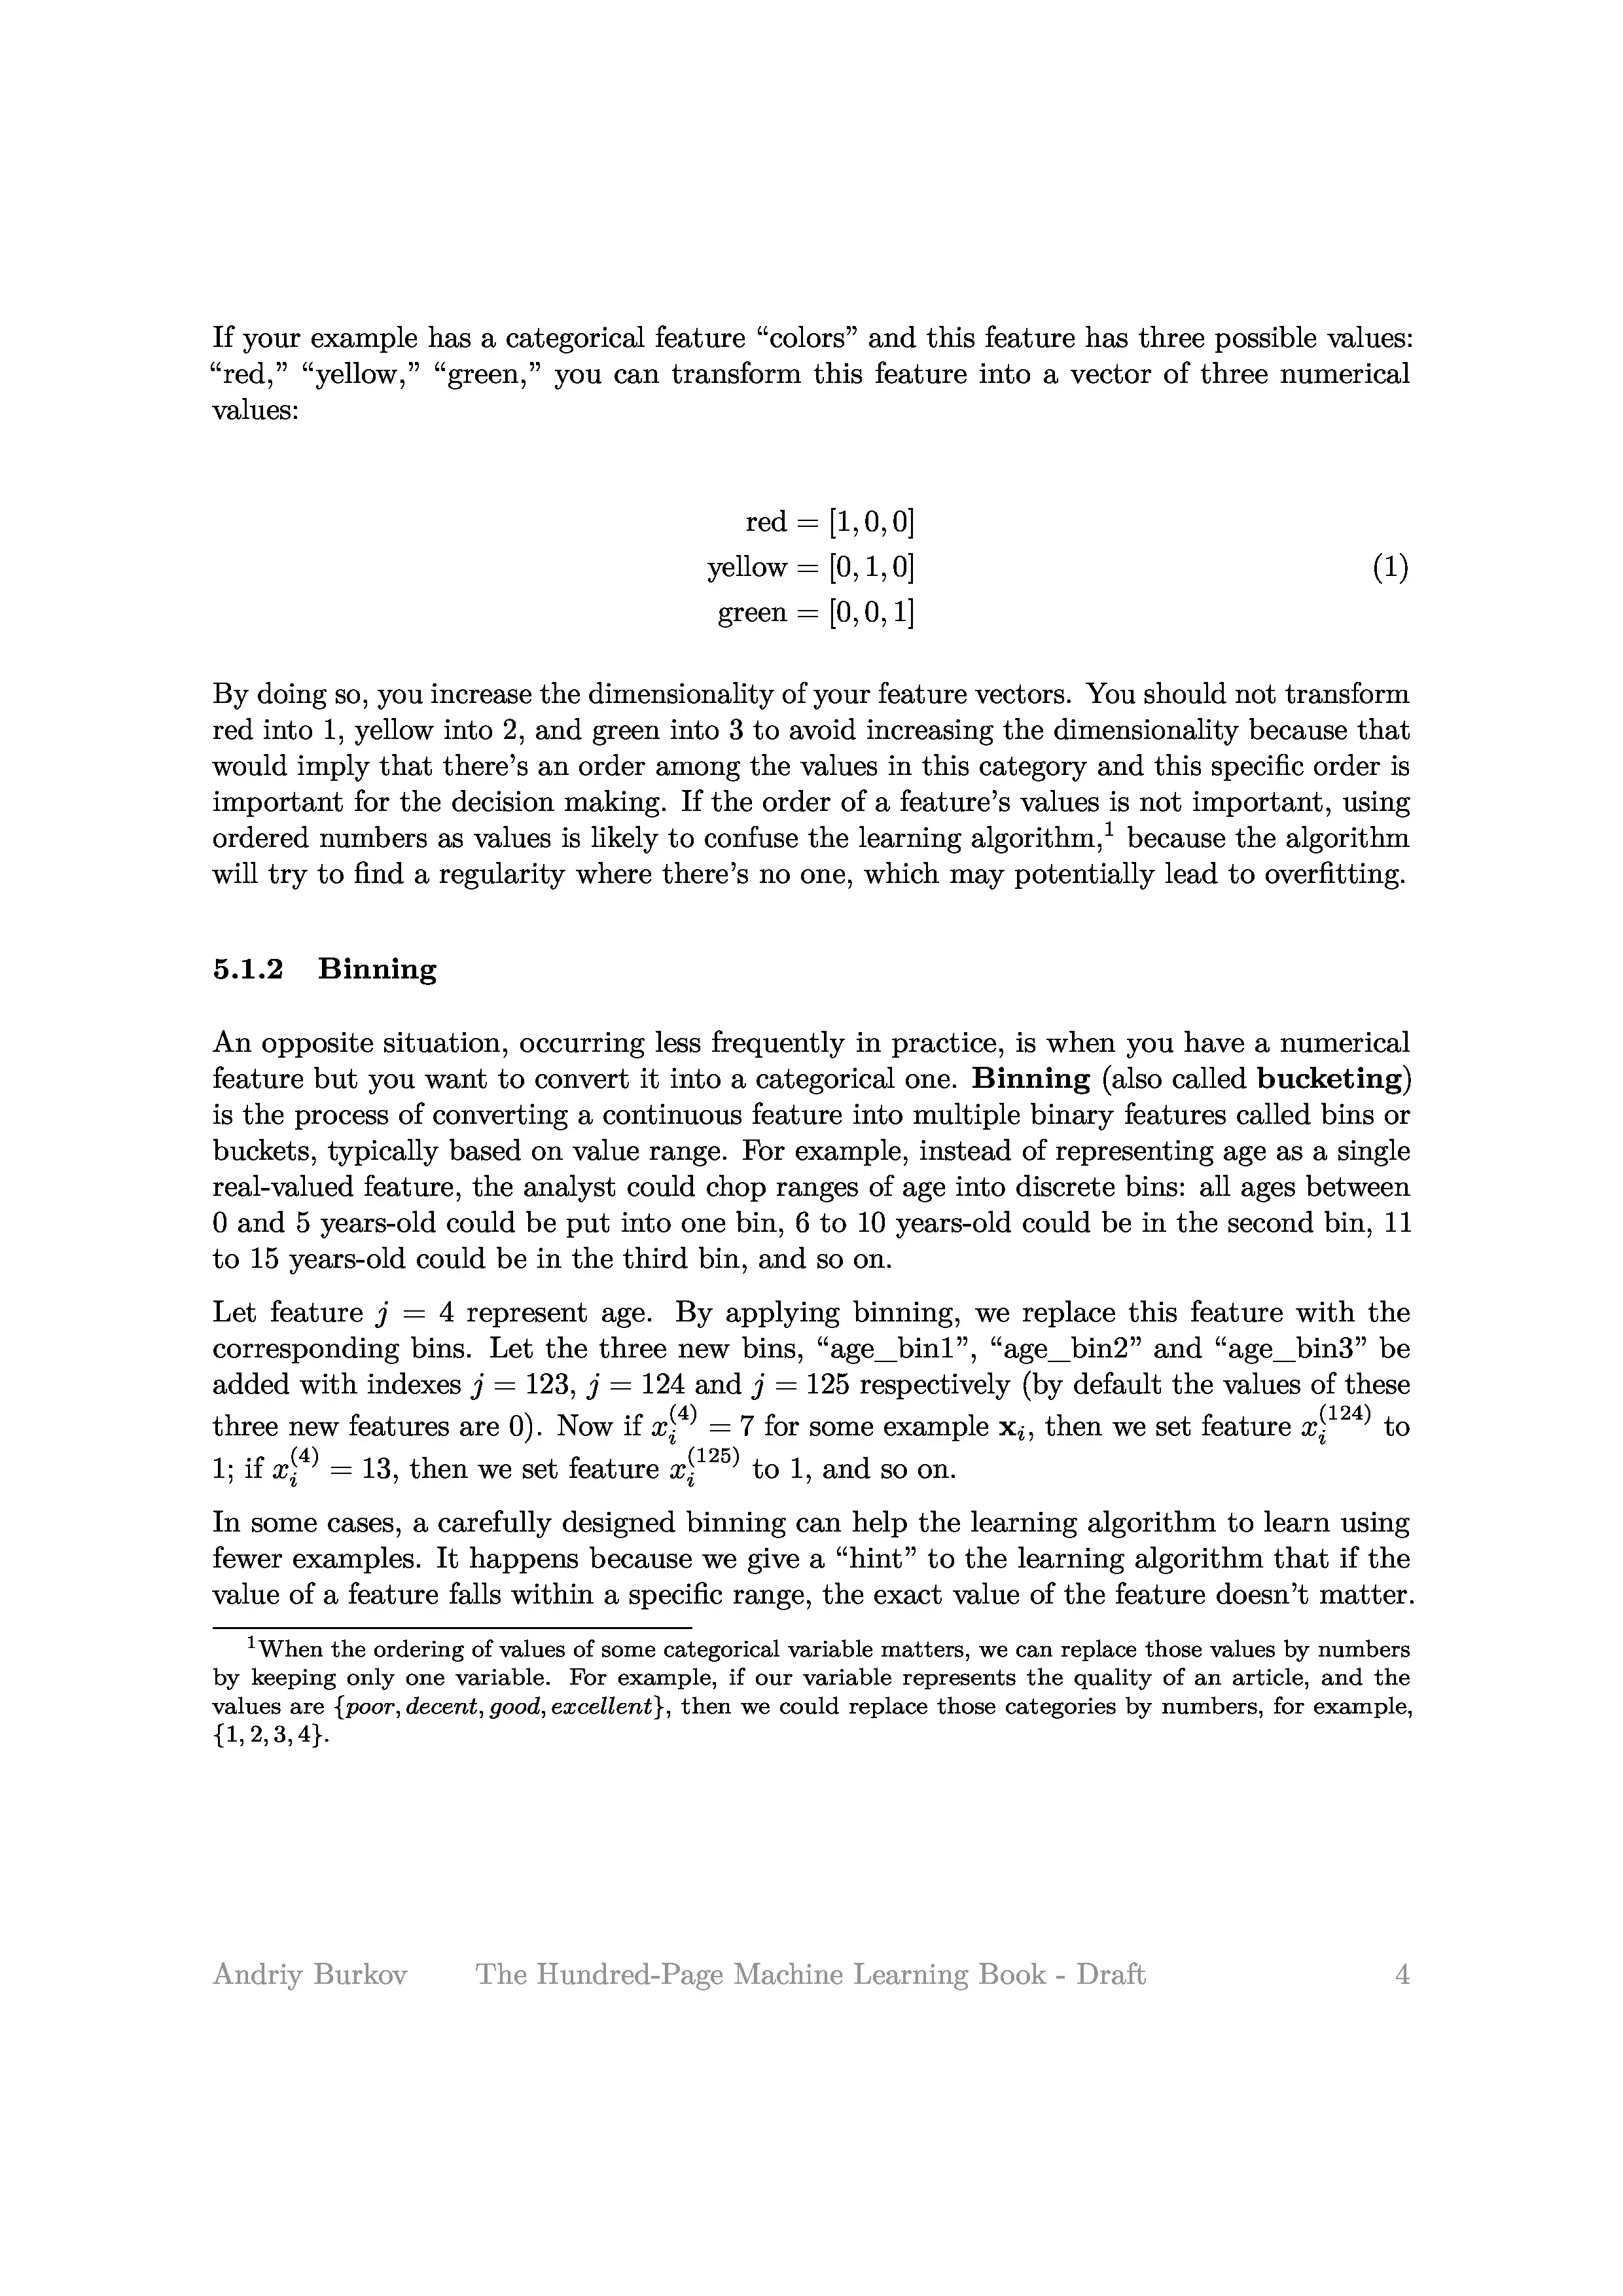 If your example has a categorical feature “colors” and this feature has three possible values:
“red,” “yellow,” “green,” you can transform this feature into a vector of three numerical
values:
red = [1, 0, 0]
yellow = [0, 1, 0] (1)
green = [0, 0, 1]
By doing so, you increase the dimensionality of your feature vectors. You should not transform
red into 1, yellow into 2, and green into 3 to avoid increasing the dimensionality because that
would imply that there’s an order among the values in this category and this specific order is
important for the decision making. If the order of a feature’s values is not important, using
ordered numbers as values is likely to confuse the learning algorithm,¹ because the algorithm
will try to find a regularity where there’s no one, which may potentially lead to overfitting.
5.1.2 Binning
An opposite situation, occurring less frequently in practice, is when you have a numerical
feature but you want to convert it into a categorical one. Binning (also called bucketing)
is the process of converting a continuous feature into multiple binary features called bins or
buckets, typically based on value range. For example, instead of representing age as a single
real-valued feature, the analyst could chop ranges of age into discrete bins: all ages between
0 and 5 years-old could be put into one bin, 6 to 10 years-old could be in the second bin, 11
to 15 years-old could be in the third bin, and so on.
Let feature j = 4 represent age. By applying binning, we replace this feature with the
corresponding bins. Let the three new bins, “age_bin1”, “age_bin2” and “age_bin3” be
added with indexes j = 123, j = 124 and j = 125 respectively (by default the values of these
three new features are 0). Now if x_i^(4) = 7 for some example x_i, then we set feature x_i^(124) to
1; if x_i^(4) = 13, then we set feature x_i^(125) to 1, and so on.
In some cases, a carefully designed binning can help the learning algorithm to learn using
fewer examples. It happens because we give a “hint” to the learning algorithm that if the
value of a feature falls within a specific range, the exact value of the feature doesn’t matter.
¹When the ordering of values of some categorical variable matters, we can replace those values by numbers
by keeping only one variable. For example, if our variable represents the quality of an article, and the
values are {poor, decent, good, excellent}, then we could replace those categories by numbers, for example,
{1, 2, 3, 4}.
Andriy Burkov The Hundred-Page Machine Learning Book - Draft 4